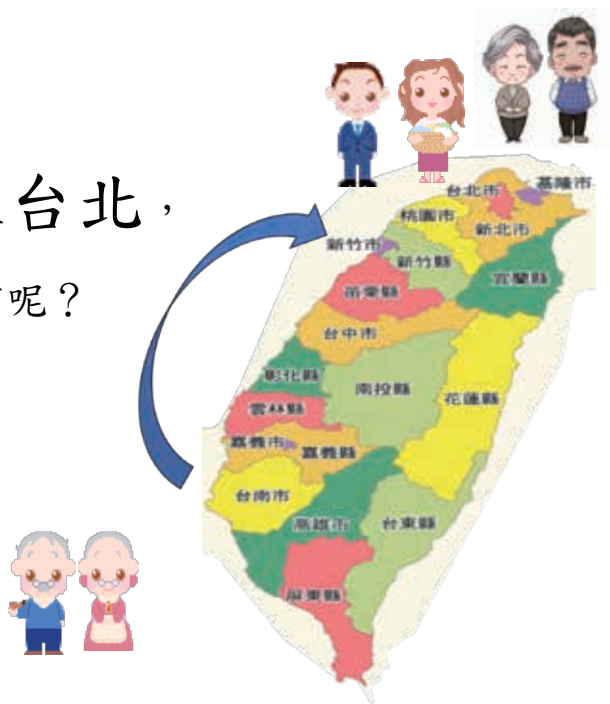 台北，
呢？
台北市
基隆市
桃園市
新北市
新竹市
新竹縣
宜蘭縣
苗栗縣
台中市
彰化縣
南投縣
花蓮縣
雲林縣
嘉義市
嘉義縣
台南市
高雄市
台東縣
屏東縣